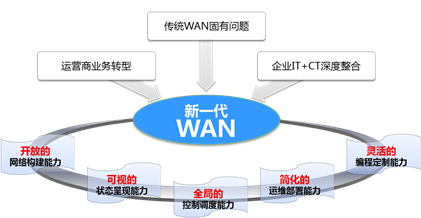 传统WAN固有问题
运营商业务转型
企业IT+CT深度整合
新一代
WAN
开放的
网络构建能力
可视的
状态呈现能力
全局的
控制调度能力
简化的
运维部署能力
灵活的
编程定制能力